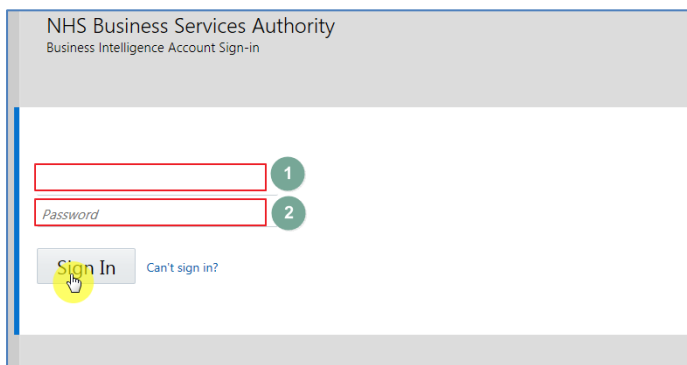 NHS Business Services Authority
Business Intelligence Account Sign-in
1
Password 2
Sign In Can't sign in?